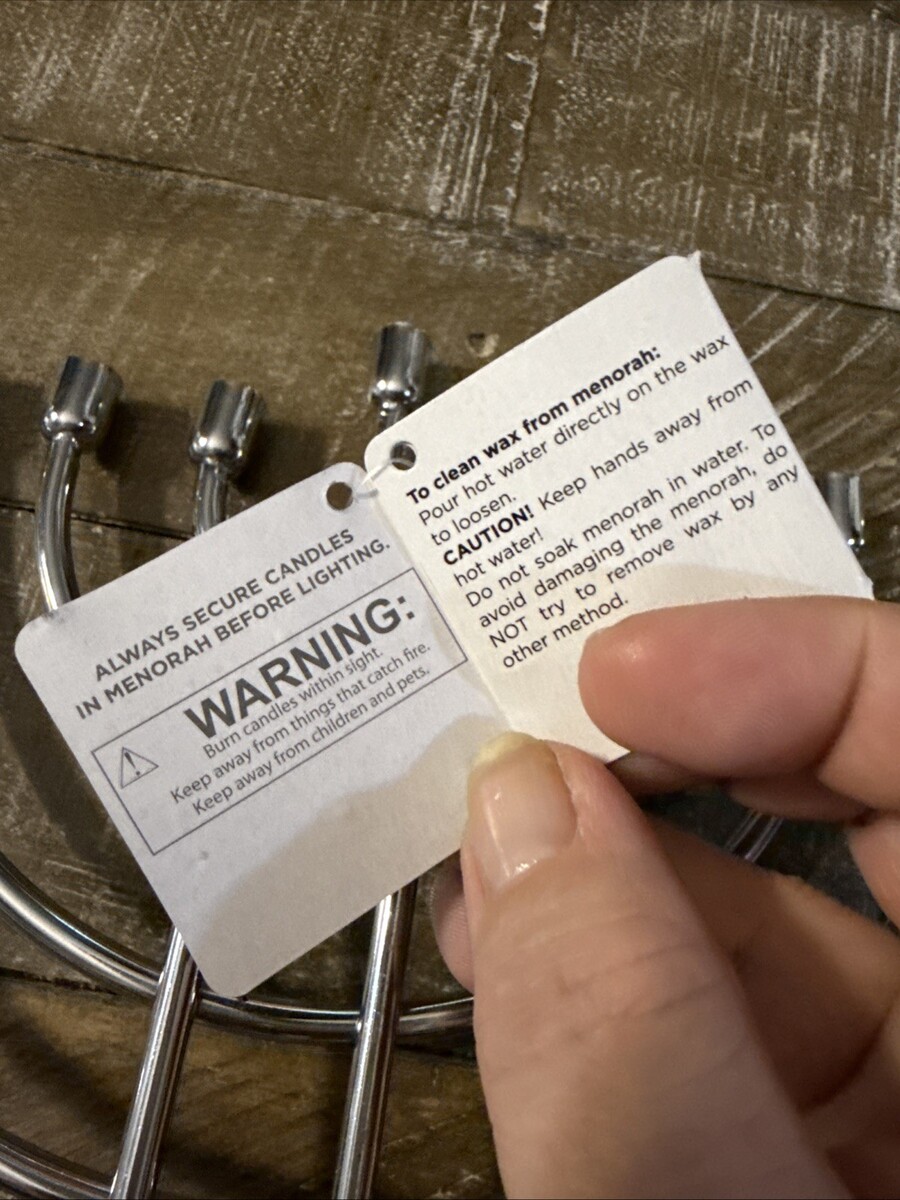 ALWAYS SECURE CANDLES
IN MENORAH BEFORE LIGHTING.
WARNING:
Burn candles within sight.
Keep away from things that catch fire.
Keep away from children and pets.
To clean wax from menorah:
Pour hot water directly on the wax
to loosen.
CAUTION! Keep hands away from
hot water!
Do not soak menorah in water. To
avoid damaging the menorah, do
NOT try to remove wax by any
other method.